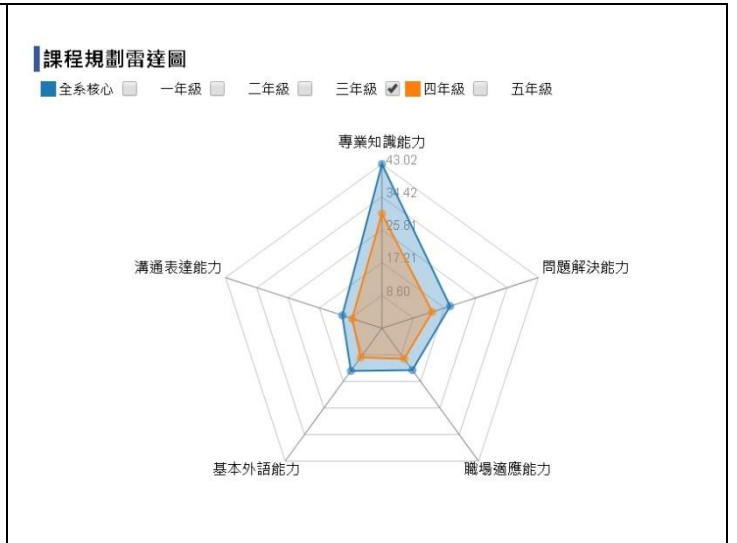 課程規劃雷達圖
全系核心 一年級 二年級 三年級 四年級 五年級
專業知識能力
43.02
34.42
25.81
17.21
8.60
溝通表達能力 問題解決能力
基本外語能力 職場適應能力